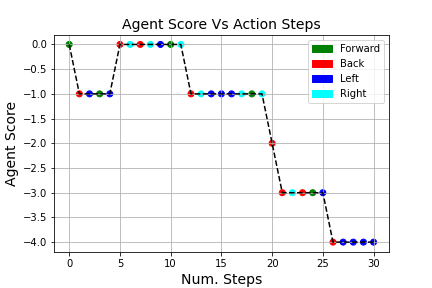 Agent Score Vs Action Steps
Agent Score
0.0
−0.5
−1.0
−1.5
−2.0
−2.5
−3.0
−3.5
−4.0
Forward
Back
Left
Right
0 5 10 15 20 25 30
Num. Steps